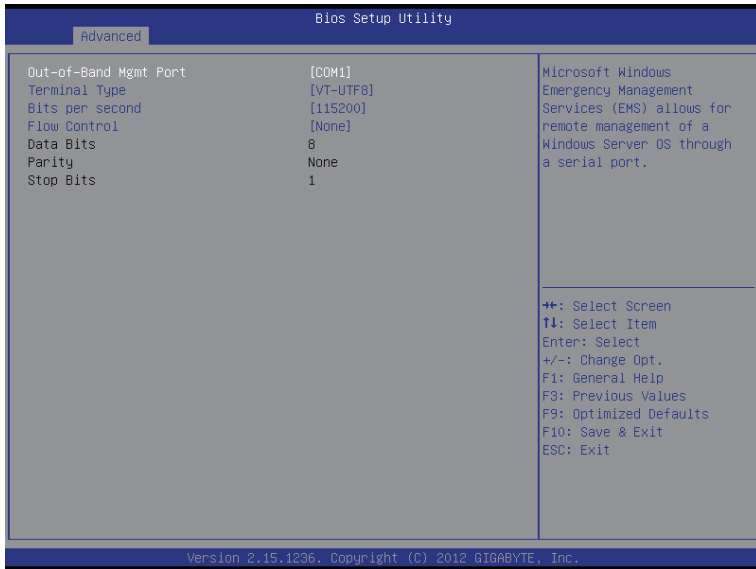 Bios Setup Utility
Advanced
Out-of-Band Mgmt Port [COM1]
Terminal Type [VT-UTF8]
Bits per second [115200]
Flow Control [None]
Data Bits 8
Parity None
Stop Bits 1
Microsoft Windows
Emergency Management
Services (EMS) allows for
remote management of a
Windows Server OS through
a serial port.
→←: Select Screen
↑↓: Select Item
Enter: Select
+/-: Change Opt.
F1: General Help
F3: Previous Values
F9: Optimized Defaults
F10: Save & Exit
ESC: Exit
Version 2.15.1236. Copyright (C) 2012 GIGABYTE, Inc.